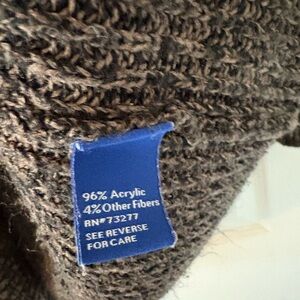 96% Acrylic
4% Other Fibers
RN#73277
SEE REVERSE
FOR CARE